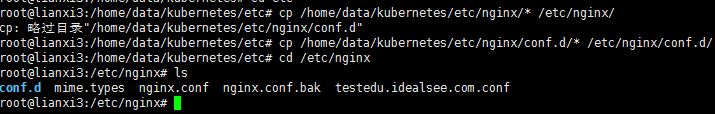 root@lianxi3:/home/data/kubernetes/etc# cp /home/data/kubernetes/etc/nginx/* /etc/nginx/
cp: 略过目录"/home/data/kubernetes/etc/nginx/conf.d"
root@lianxi3:/home/data/kubernetes/etc# cp /home/data/kubernetes/etc/nginx/conf.d/* /etc/nginx/conf.d/
root@lianxi3:/home/data/kubernetes/etc# cd /etc/nginx
root@lianxi3:/etc/nginx# ls
conf.d  mime.types  nginx.conf  nginx.conf.bak  testedu.idealsee.com.conf
root@lianxi3:/etc/nginx#